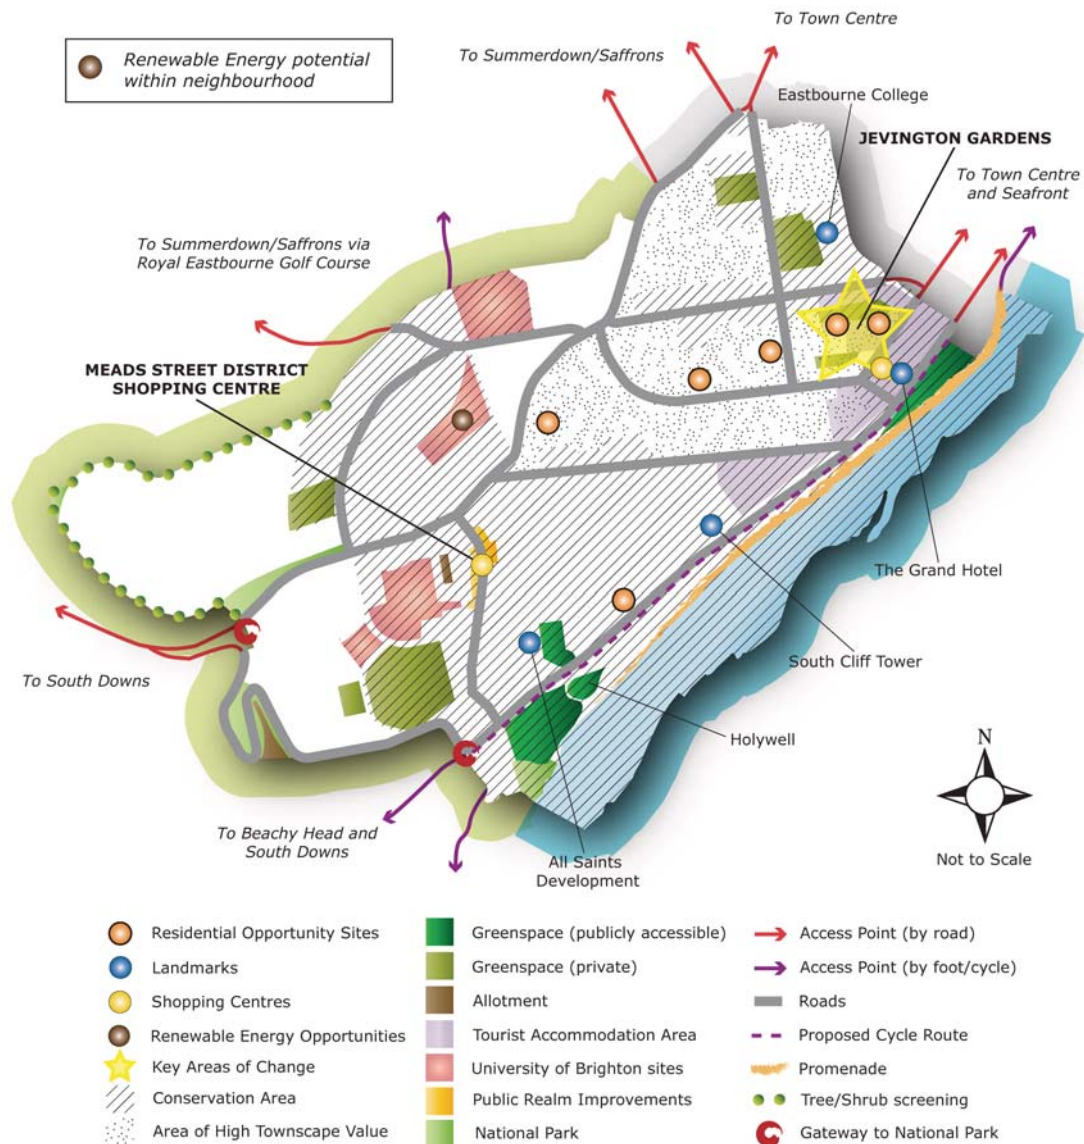 Renewable Energy potential
within neighbourhood
To Town Centre
To Summerdown/Saffrons
Eastbourne College
JEVINGTON GARDENS
To Town Centre
and Seafront
To Summerdown/Saffrons via
Royal Eastbourne Golf Course
MEADS STREET DISTRICT
SHOPPING CENTRE
The Grand Hotel
South Cliff Tower
To South Downs
Holywell
N
To Beachy Head and
South Downs
All Saints
Development
Not to Scale
Residential Opportunity Sites
Landmarks
Shopping Centres
Renewable Energy Opportunities
Key Areas of Change
Conservation Area
Area of High Townscape Value
Greenspace (publicly accessible)
Greenspace (private)
Allotment
Tourist Accommodation Area
University of Brighton sites
Public Realm Improvements
National Park
Access Point (by road)
Access Point (by foot/cycle)
Roads
Proposed Cycle Route
Promenade
Tree/Shrub screening
Gateway to National Park